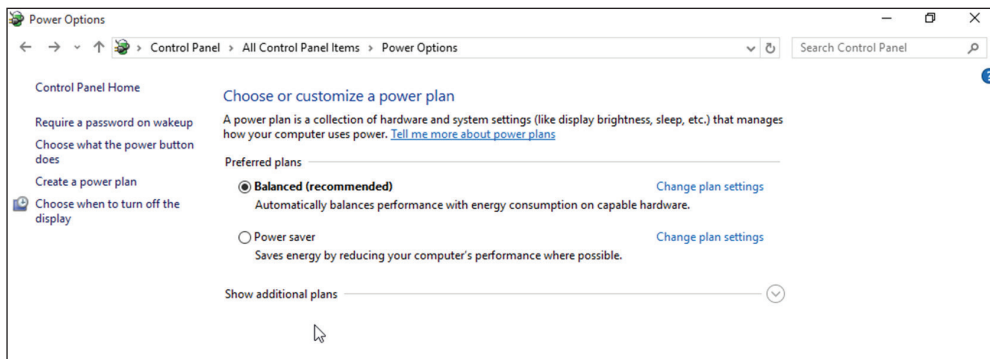 Power Options
Control Panel > All Control Panel Items > Power Options
Search Control Panel
Control Panel Home
Require a password on wakeup
Choose what the power button
does
Create a power plan
Choose when to turn off the
display
Choose or customize a power plan
A power plan is a collection of hardware and system settings (like display brightness, sleep, etc.) that manages
how your computer uses power. Tell me more about power plans
Preferred plans
Balanced (recommended) Change plan settings
Automatically balances performance with energy consumption on capable hardware.
Power saver Change plan settings
Saves energy by reducing your computer's performance where possible.
Show additional plans